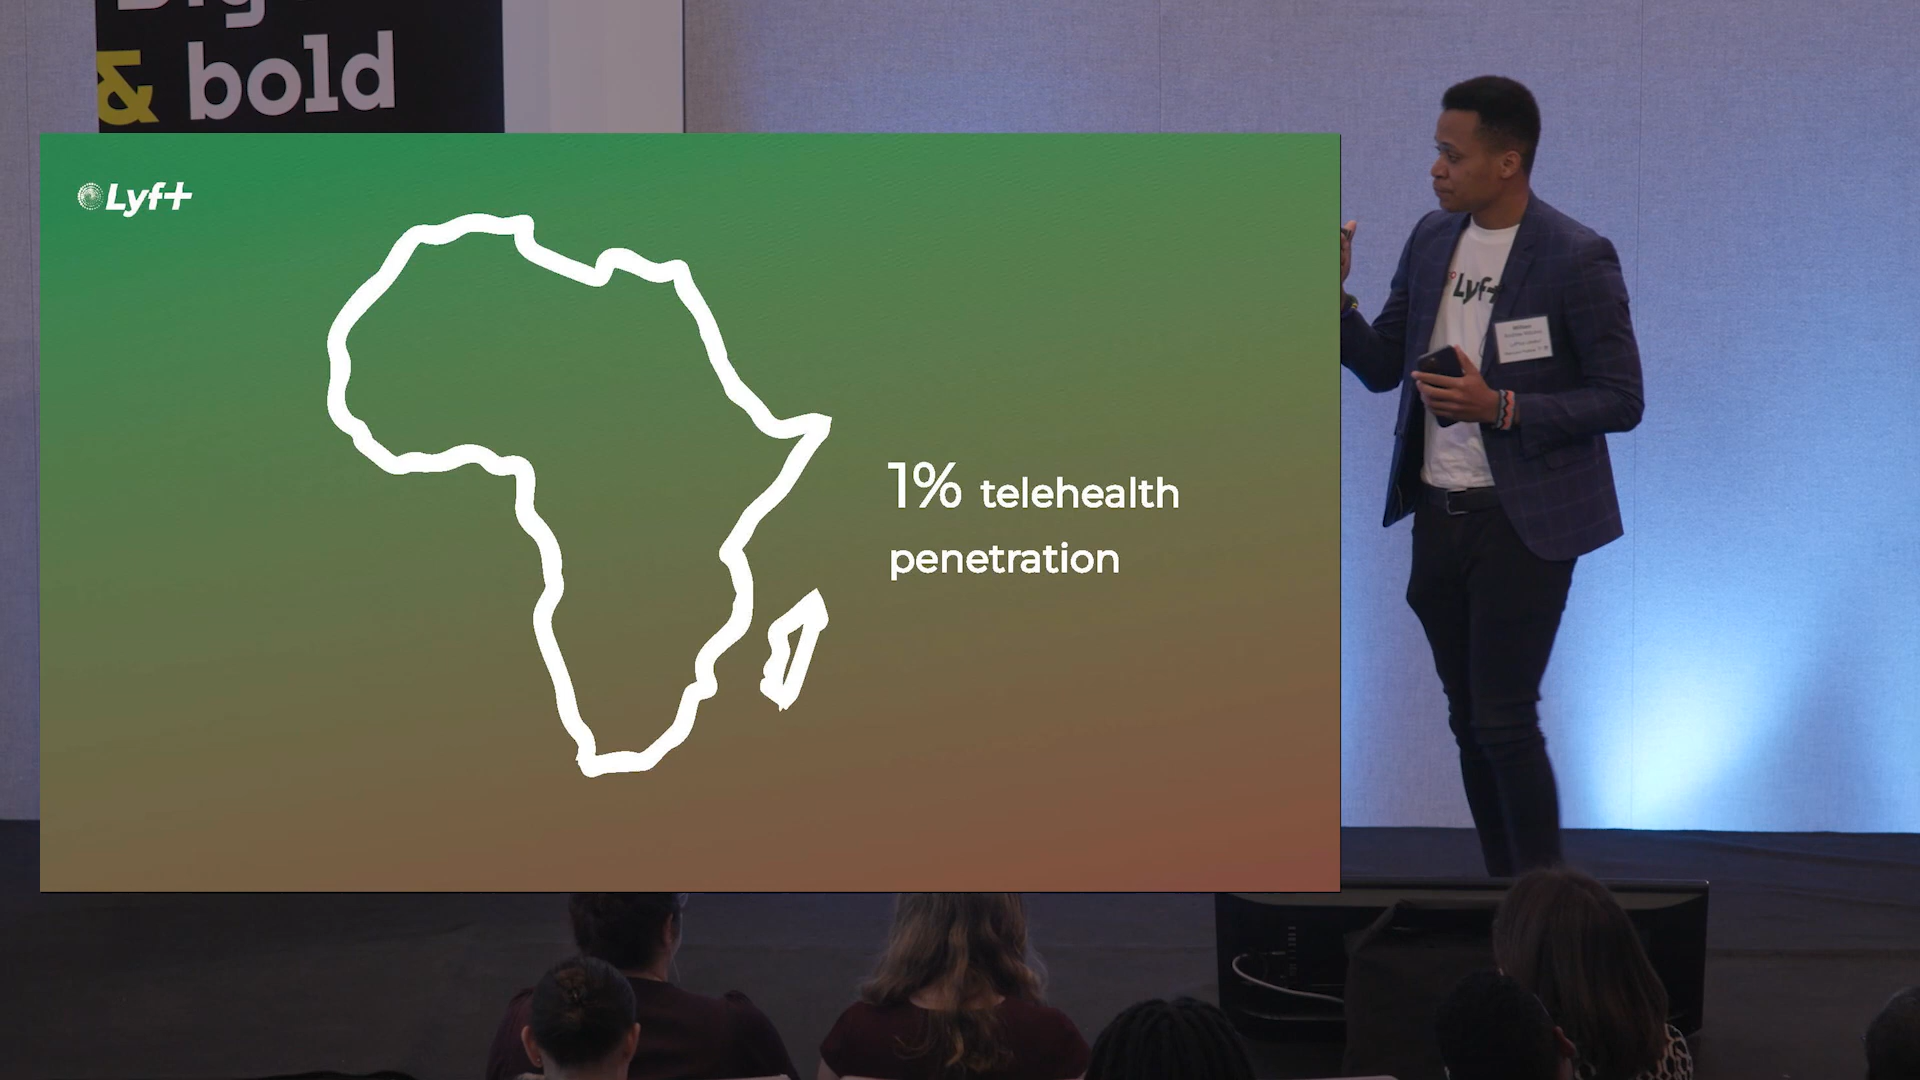 & bold
Lyf+
1% telehealth
penetration
Lyf+